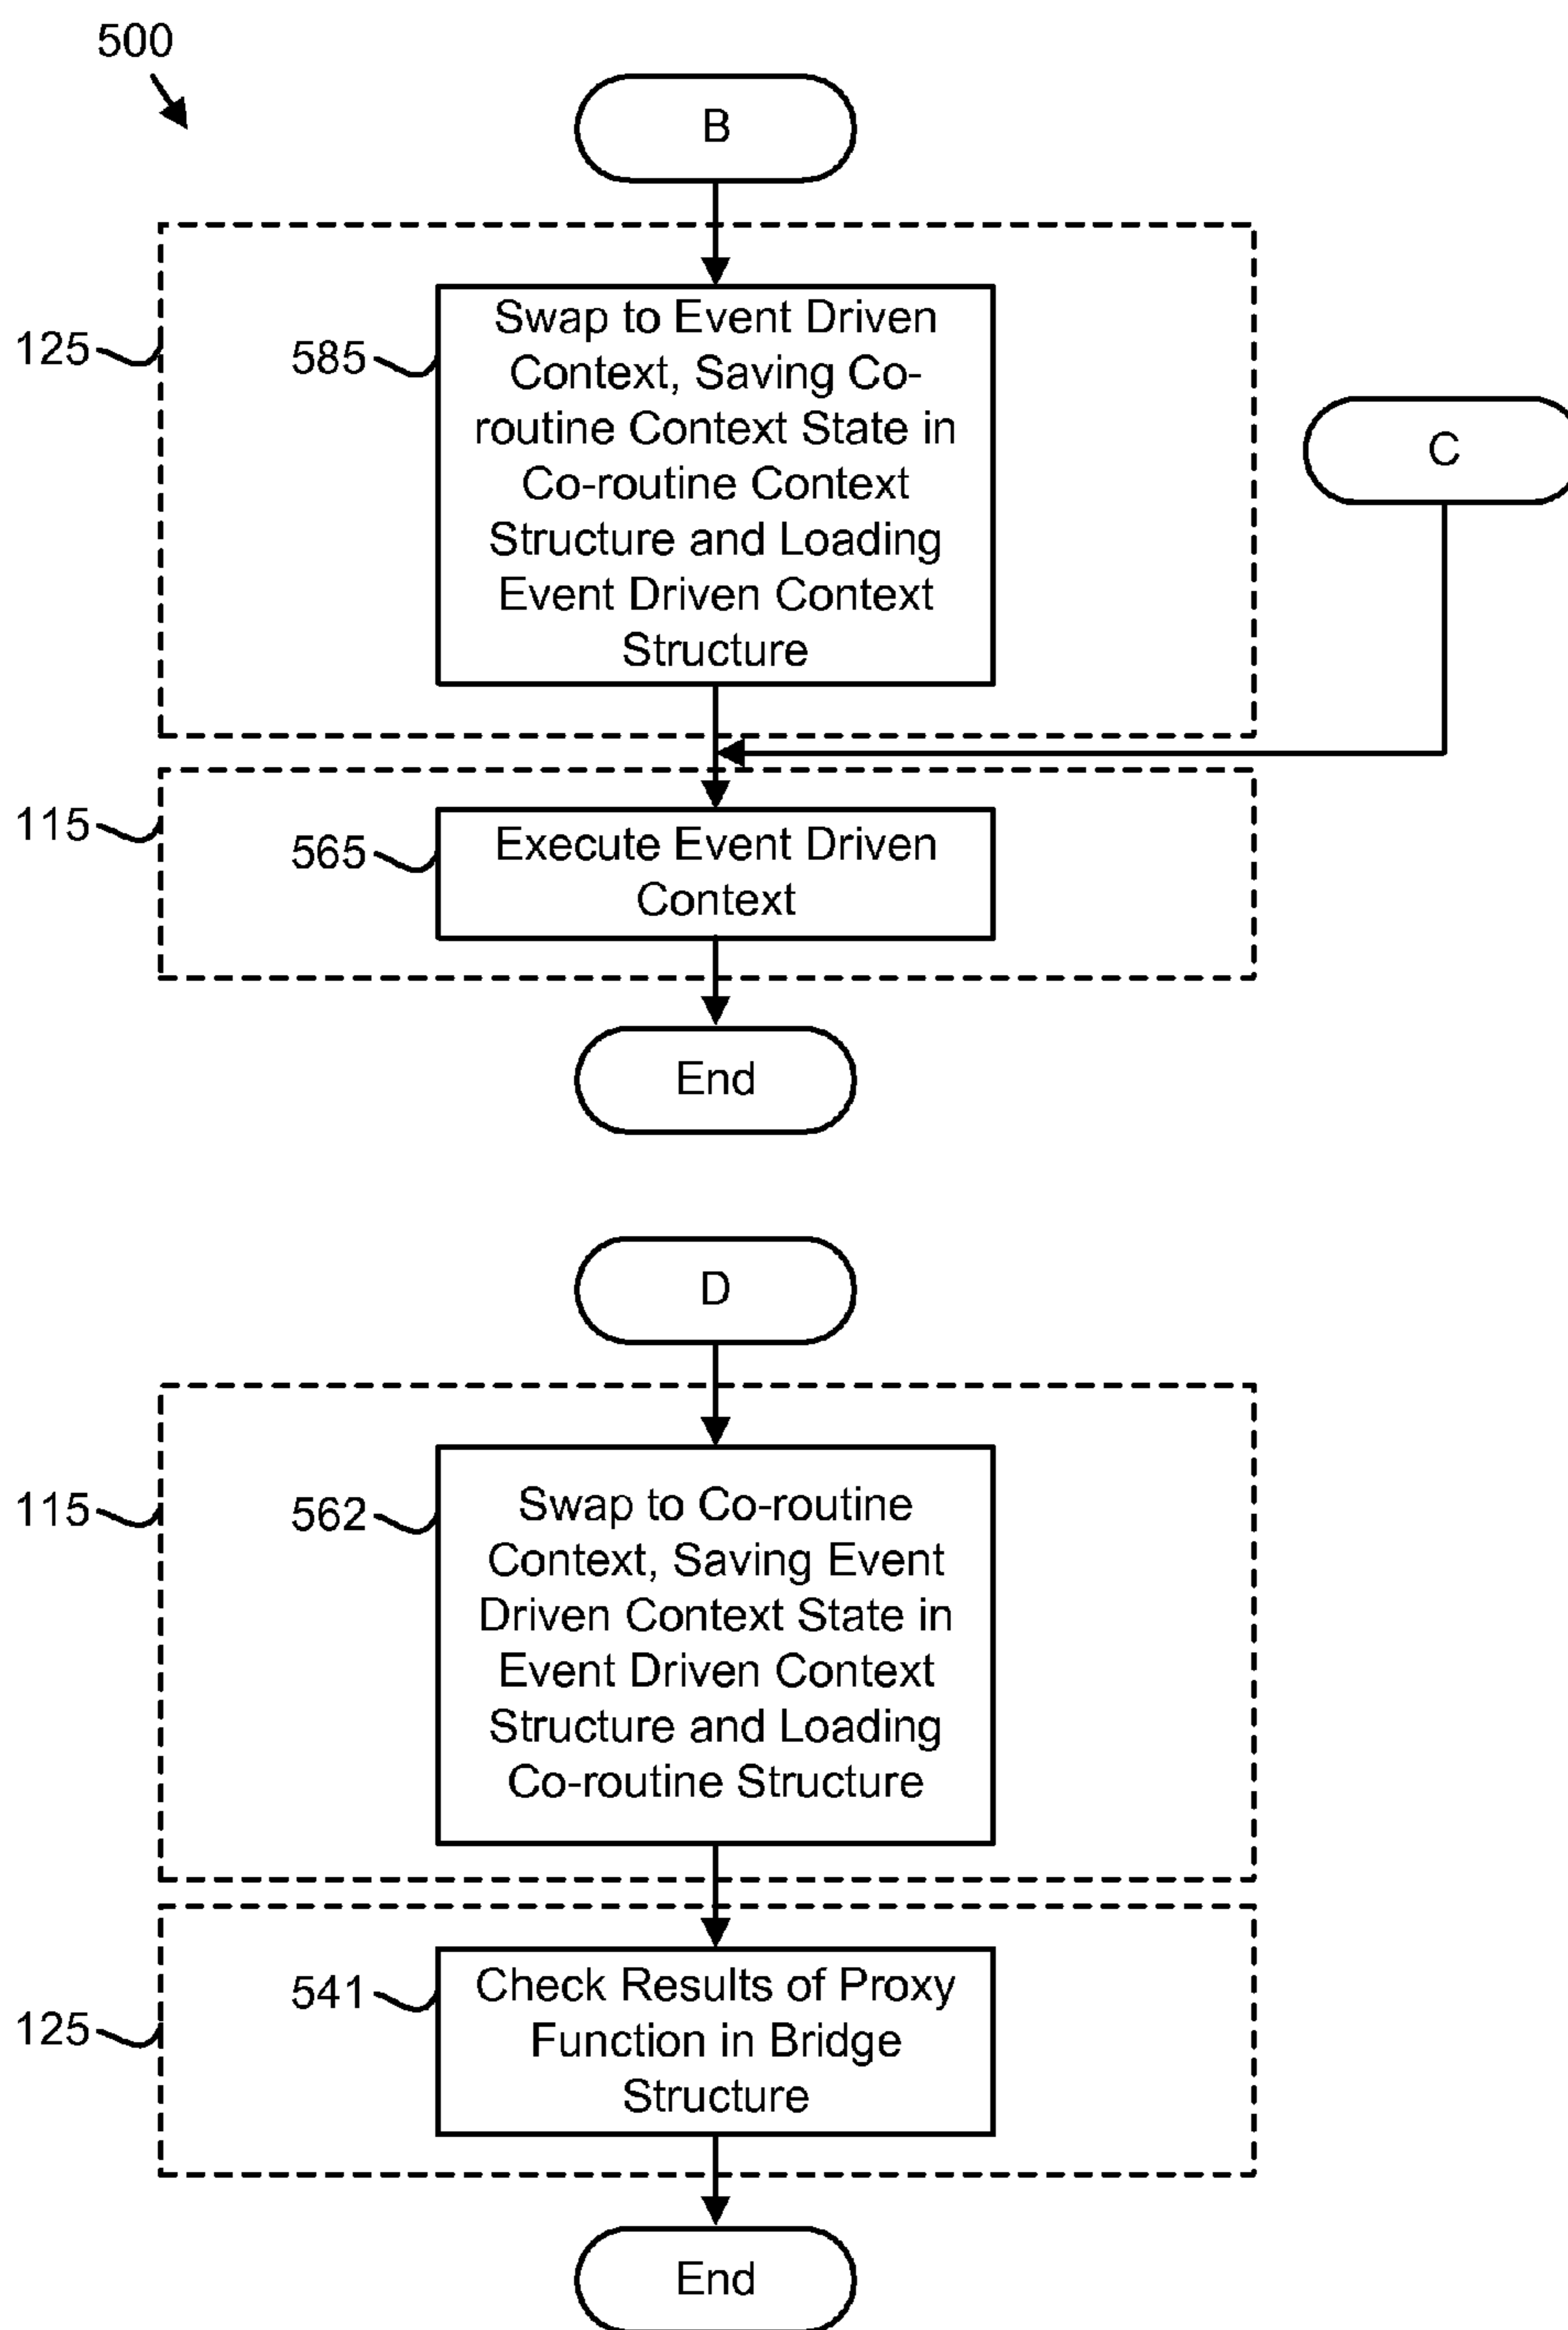 500
B
125
585
Swap to Event Driven
Context, Saving Co-
routine Context State in
Co-routine Context
Structure and Loading
Event Driven Context
Structure
C
115
565
Execute Event Driven
Context
End
D
115
562
Swap to Co-routine
Context, Saving Event
Driven Context State in
Event Driven Context
Structure and Loading
Co-routine Structure
125
541
Check Results of Proxy
Function in Bridge
Structure
End